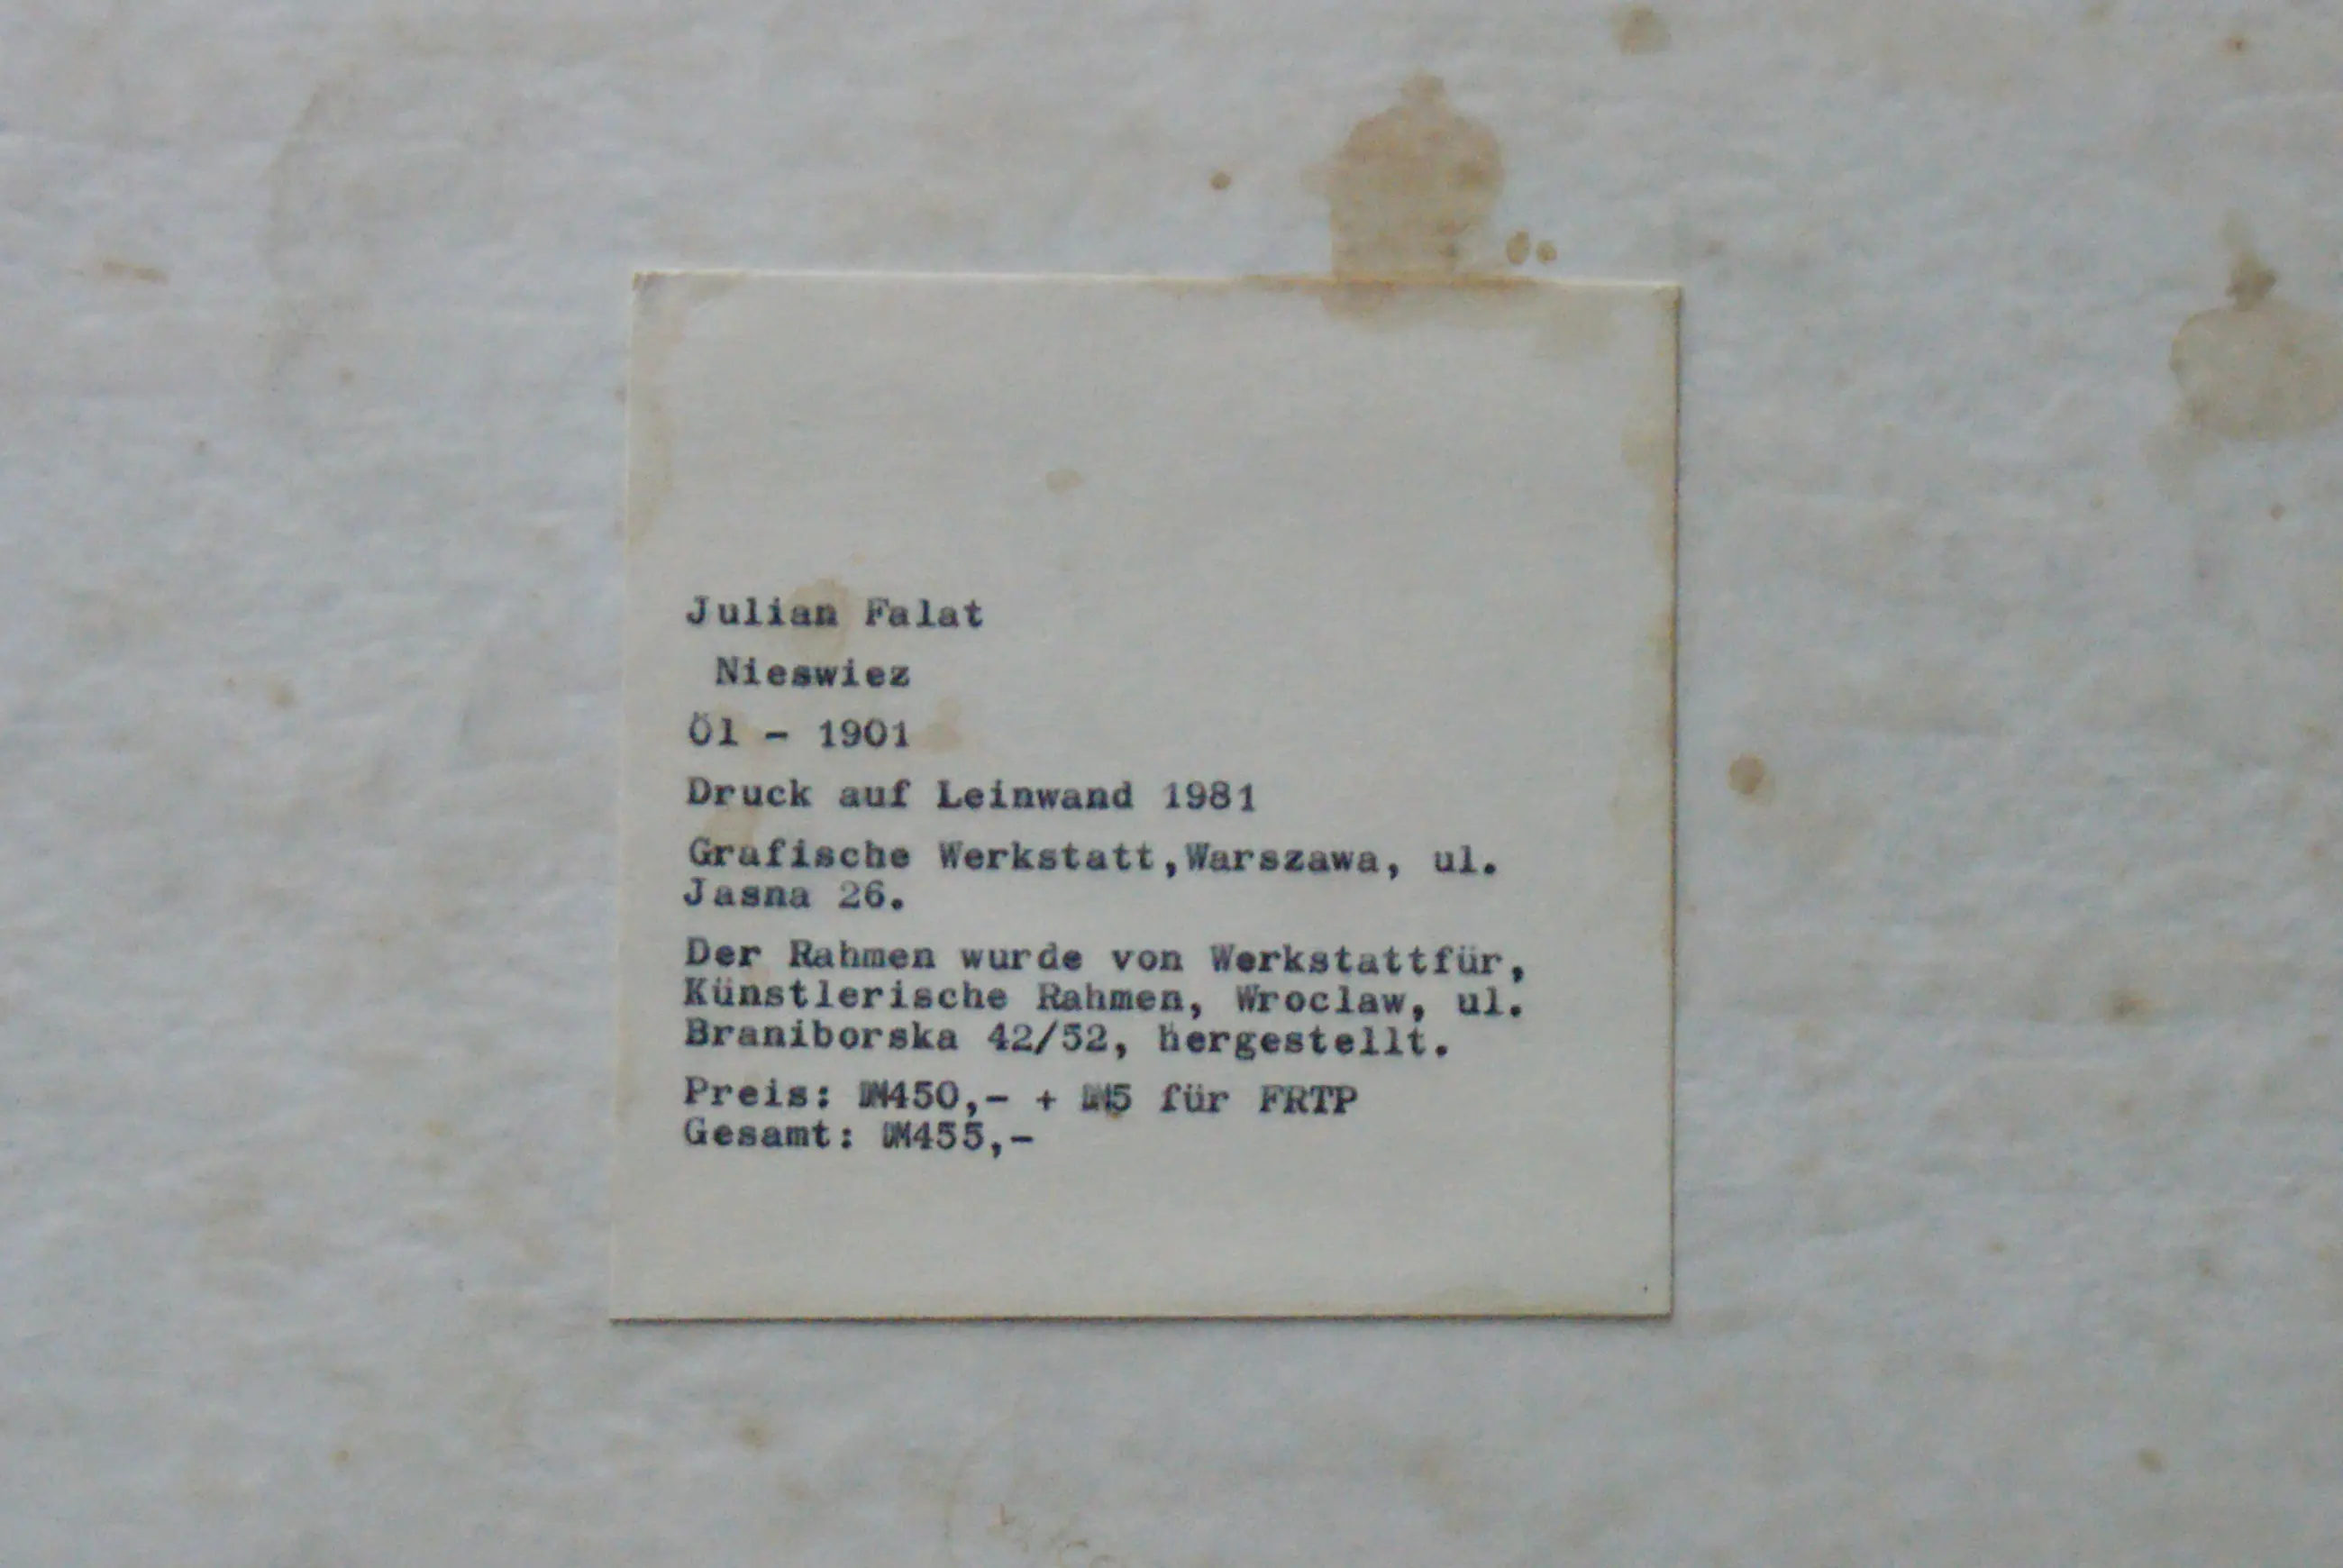 Julian Falat
Nieswiez
Öl - 1901
Druck auf Leinwand 1981
Grafische Werkstatt,Warszawa, ul.
Jasna 26.
Der Rahmen wurde von Werkstattfür,
Künstlerische Rahmen, Wroclaw, ul.
Braniborska 42/52, hergestellt.
Preis: DM450,- + DM5 für FRTP
Gesamt: DM455,-